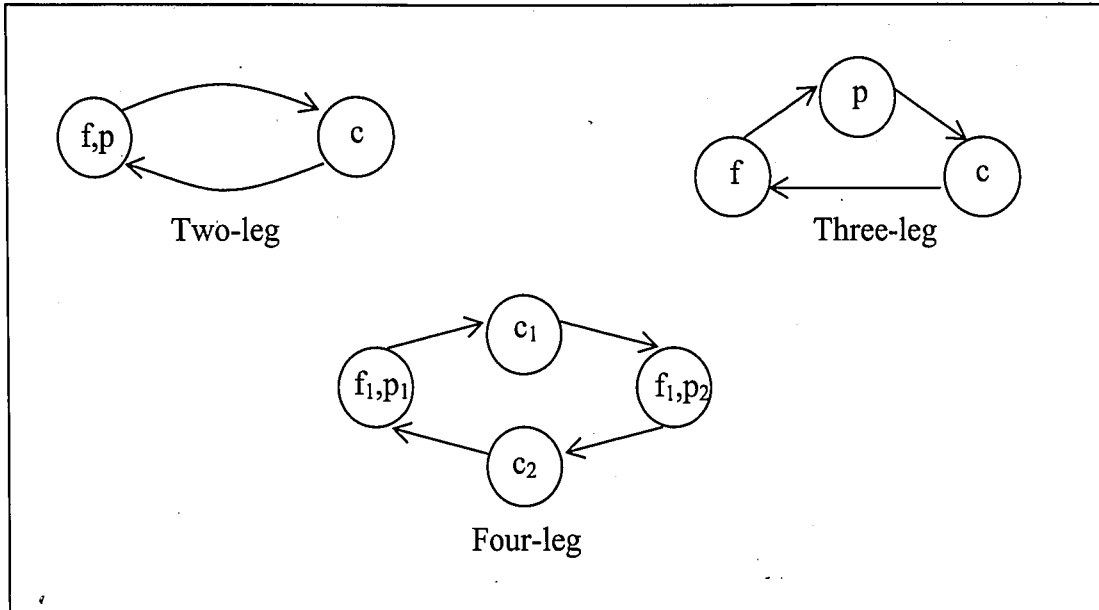 f,p
c
Two-leg
p
f
c
Three-leg
c₁
f₁,p₁
f₁,p₂
c₂
Four-leg